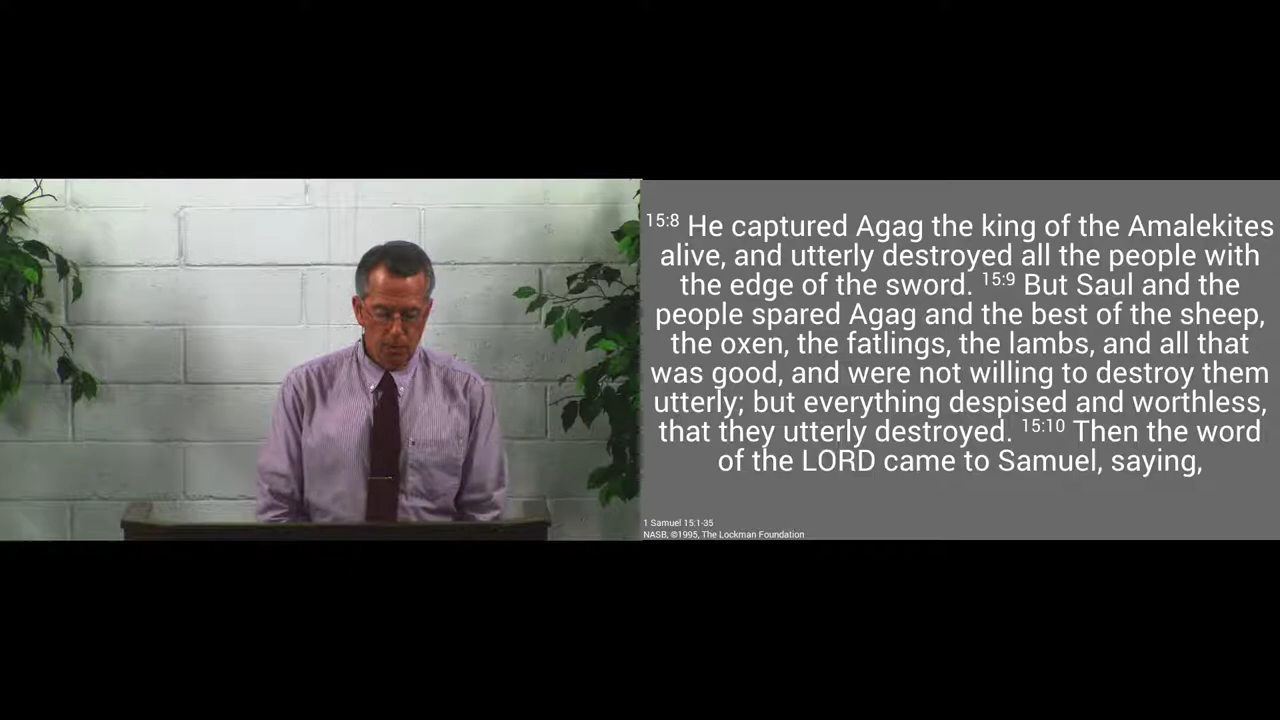 15:8 He captured Agag the king of the Amalekites
alive, and utterly destroyed all the people with
the edge of the sword. 15:9 But Saul and the
people spared Agag and the best of the sheep,
the oxen, the fatlings, the lambs, and all that
was good, and were not willing to destroy them
utterly; but everything despised and worthless,
that they utterly destroyed. 15:10 Then the word
of the LORD came to Samuel, saying,
1 Samuel 15:1-35
NASB, ©1995, The Lockman Foundation